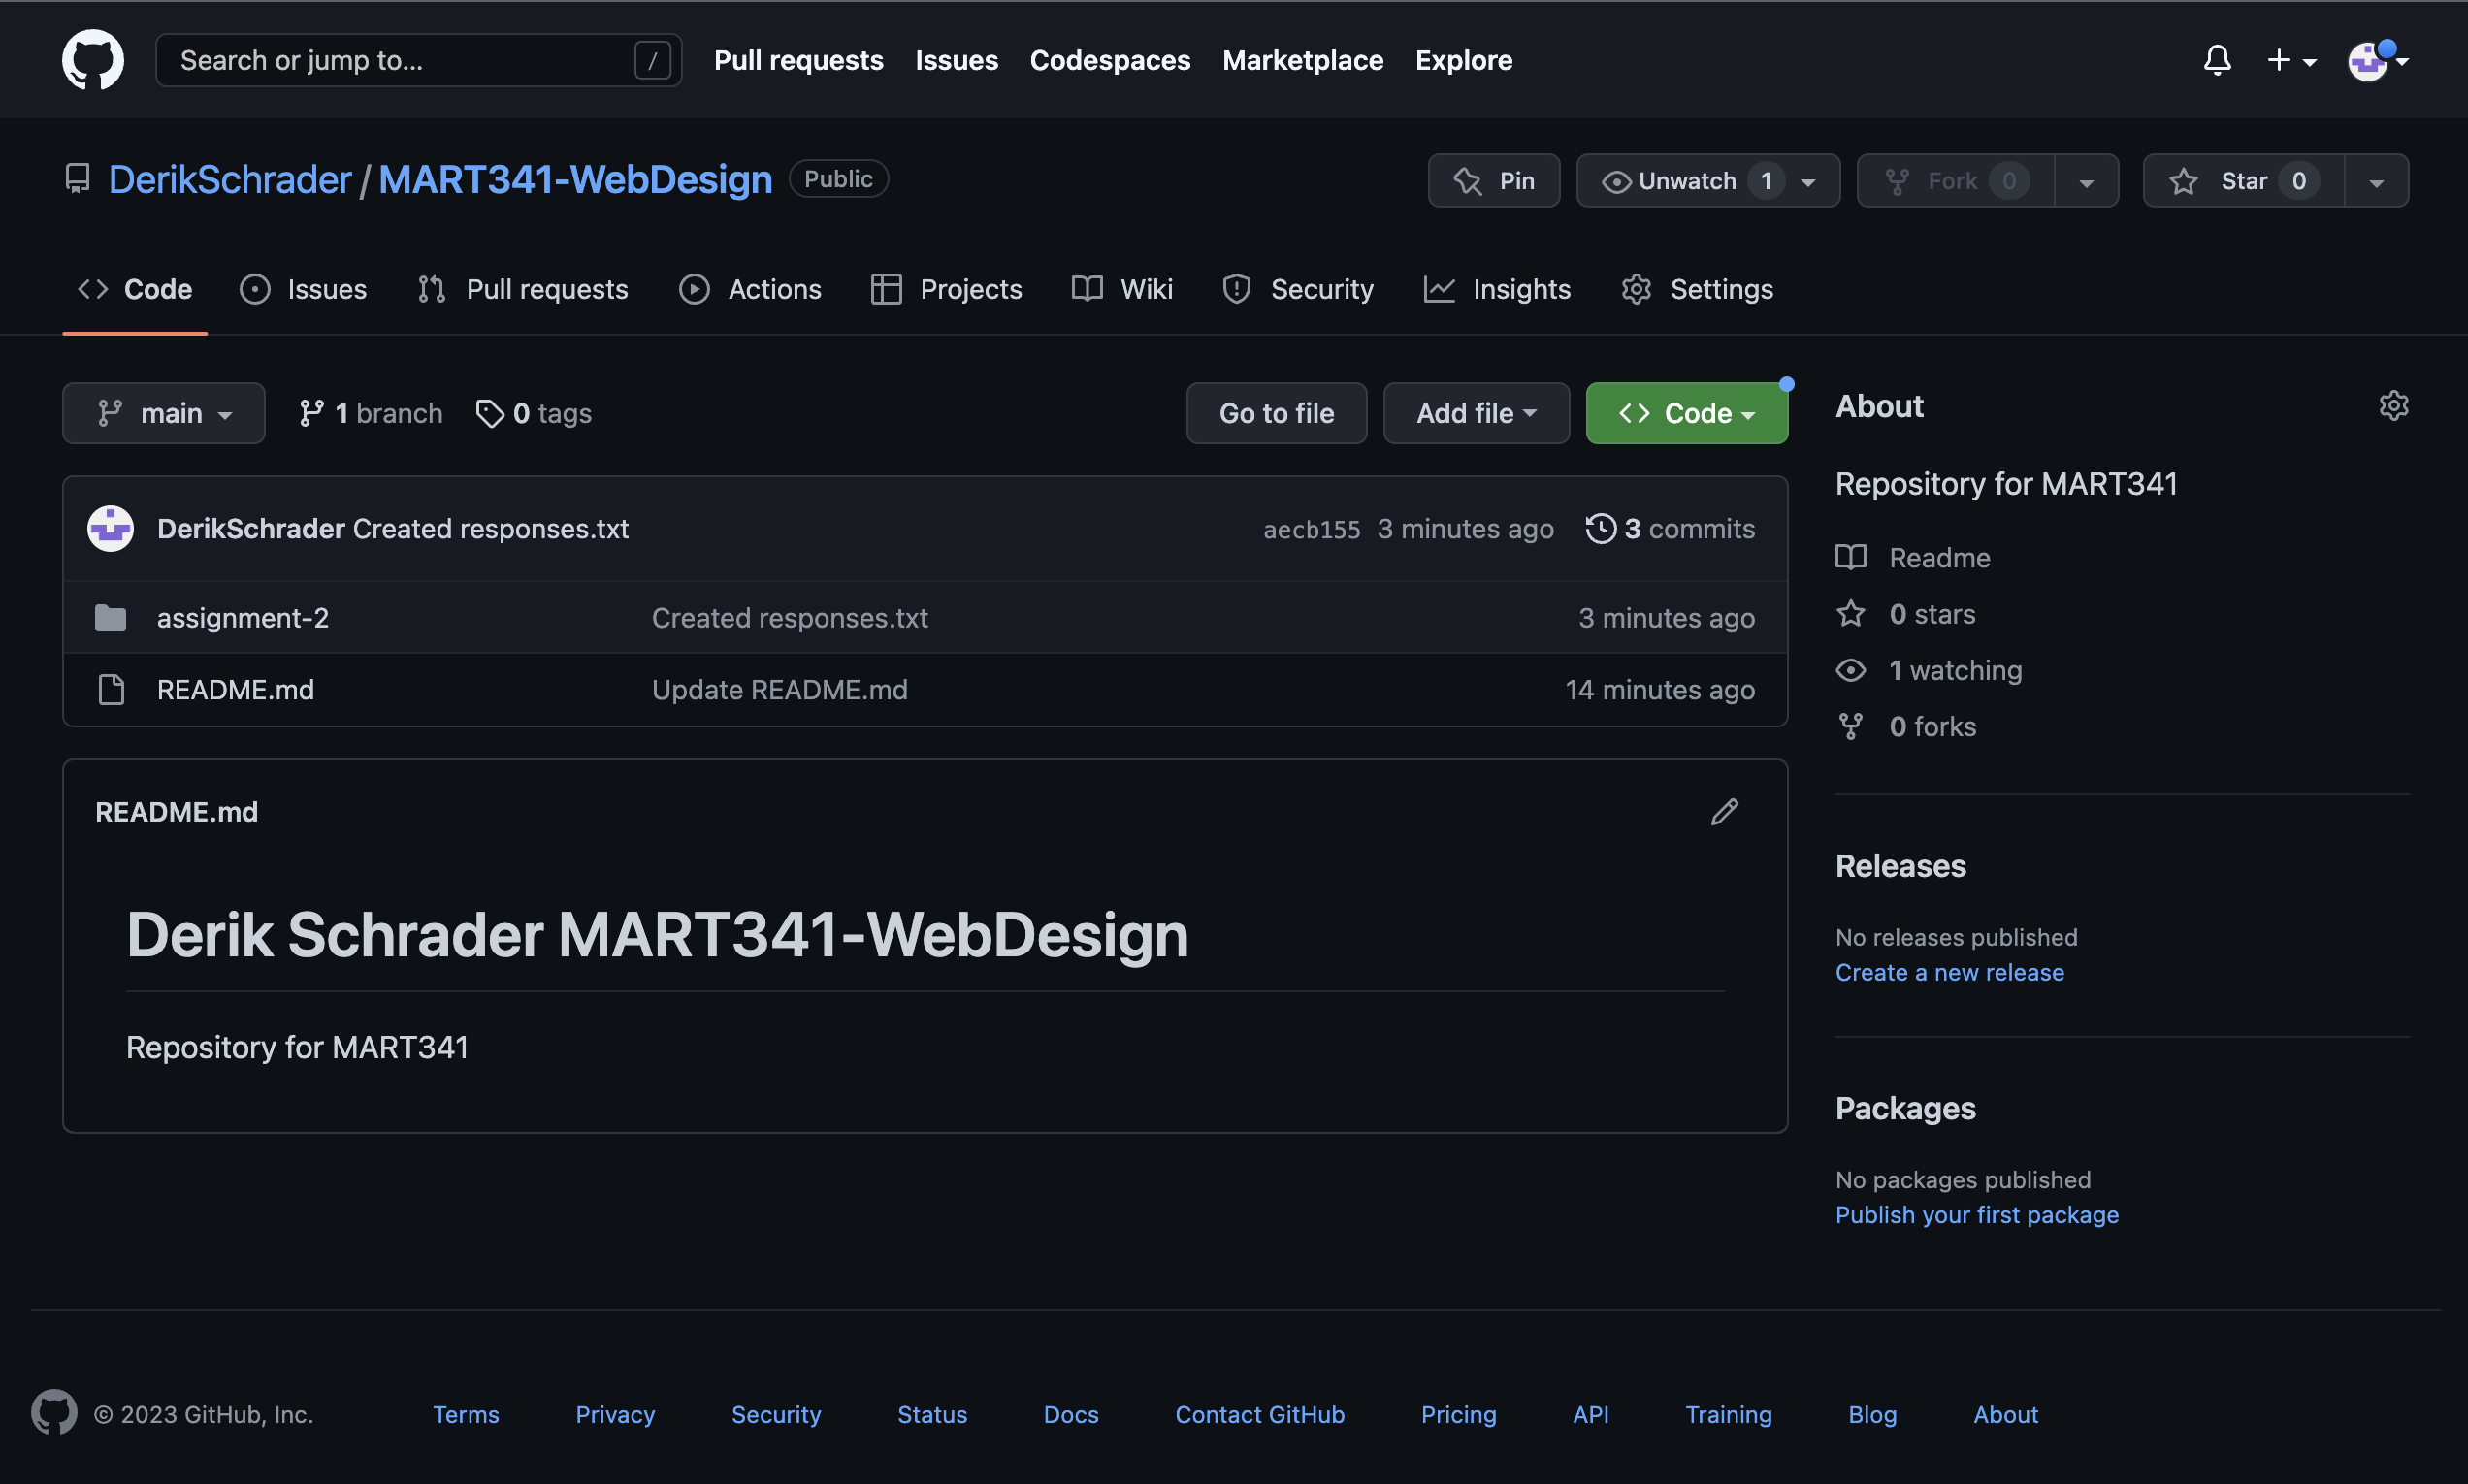 Search or jump to... /
Pull requests Issues Codespaces Marketplace Explore
DerikSchrader / MART341-WebDesign Public
Pin Unwatch 1 Fork 0 Star 0
Code Issues Pull requests Actions Projects Wiki Security Insights Settings
main 1 branch 0 tags Go to file Add file Code
DerikSchrader Created responses.txt aecb155 3 minutes ago 3 commits
assignment-2 Created responses.txt 3 minutes ago
README.md Update README.md 14 minutes ago
README.md
Derik Schrader MART341-WebDesign
Repository for MART341
About
Repository for MART341
Readme
0 stars
1 watching
0 forks
Releases
No releases published
Create a new release
Packages
No packages published
Publish your first package
© 2023 GitHub, Inc. Terms Privacy Security Status Docs Contact GitHub Pricing API Training Blog About